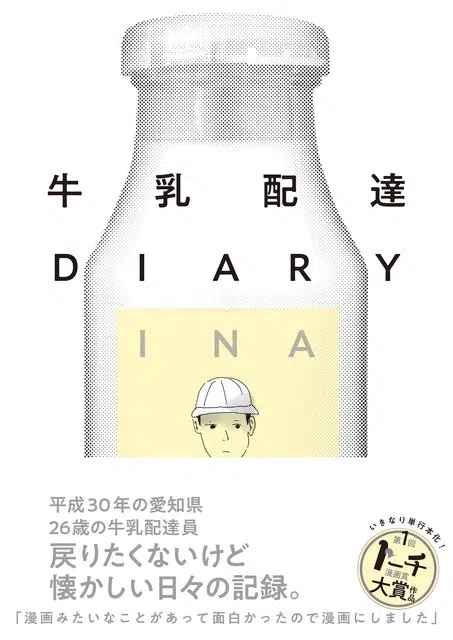 牛乳配達
DIARY
INA
平成30年の愛知県
26歳の牛乳配達員
戻りたくないけど
懐かしい日々の記録。
いきなり単行本化!
第1回
トーチ
漫画賞
大賞
作品
「漫画みたいなことがあって面白かったので漫画にしました」